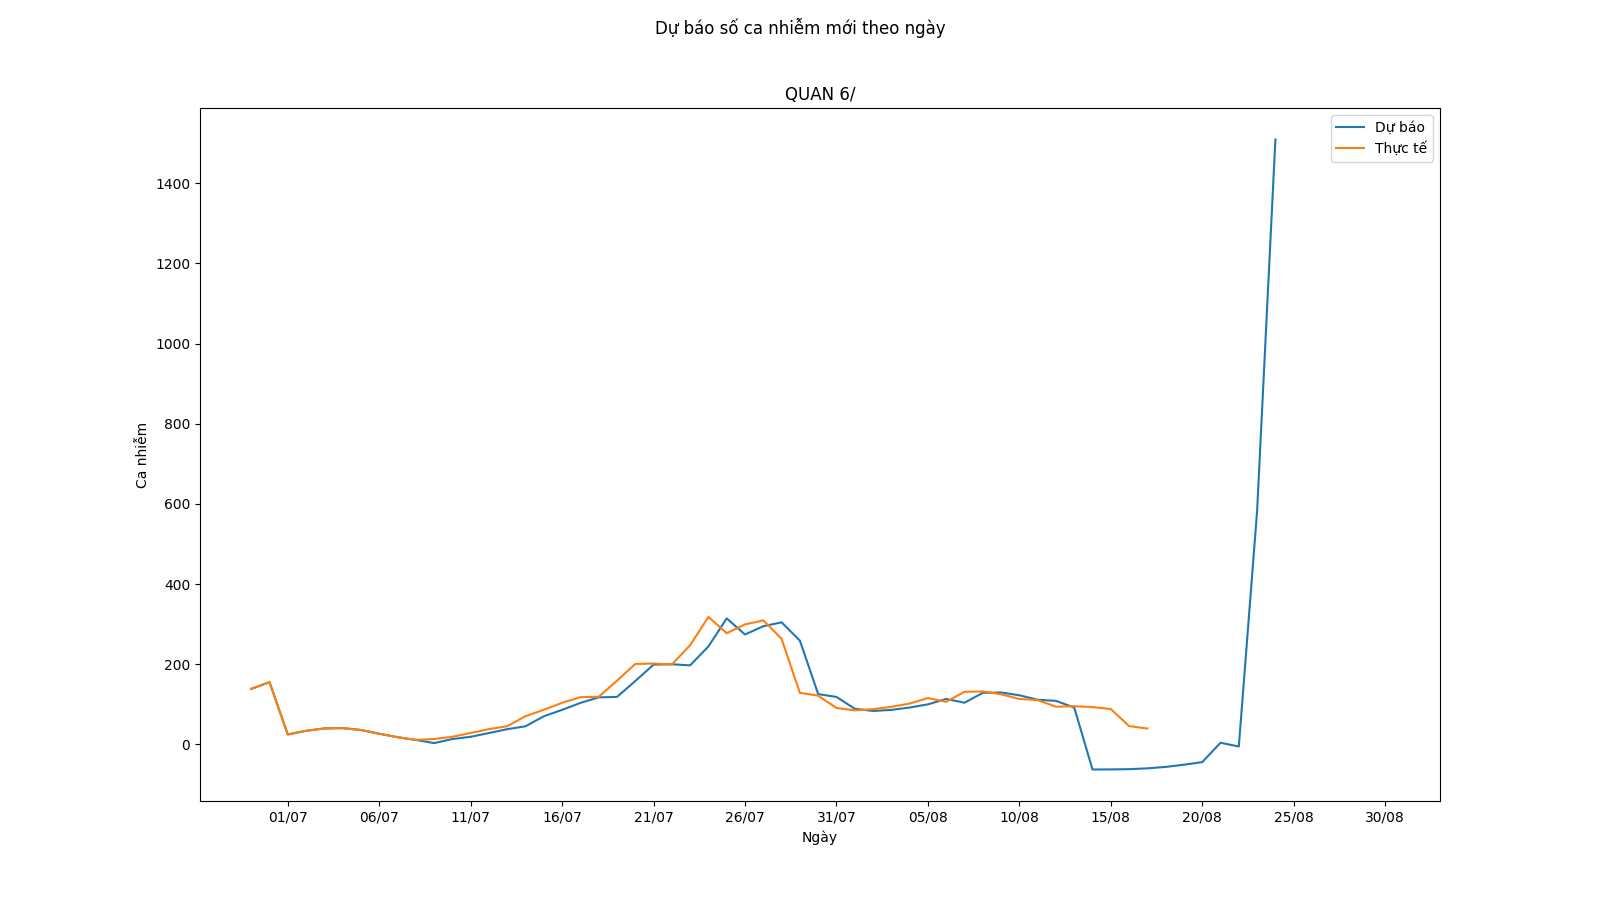 Dự báo số ca nhiễm mới theo ngày
QUAN 6/
Dự báo
Thực tế
1400
1200
1000
800
600
400
200
0
Ca nhiễm
01/07 06/07 11/07 16/07 21/07 26/07 31/07 05/08 10/08 15/08 20/08 25/08 30/08
Ngày